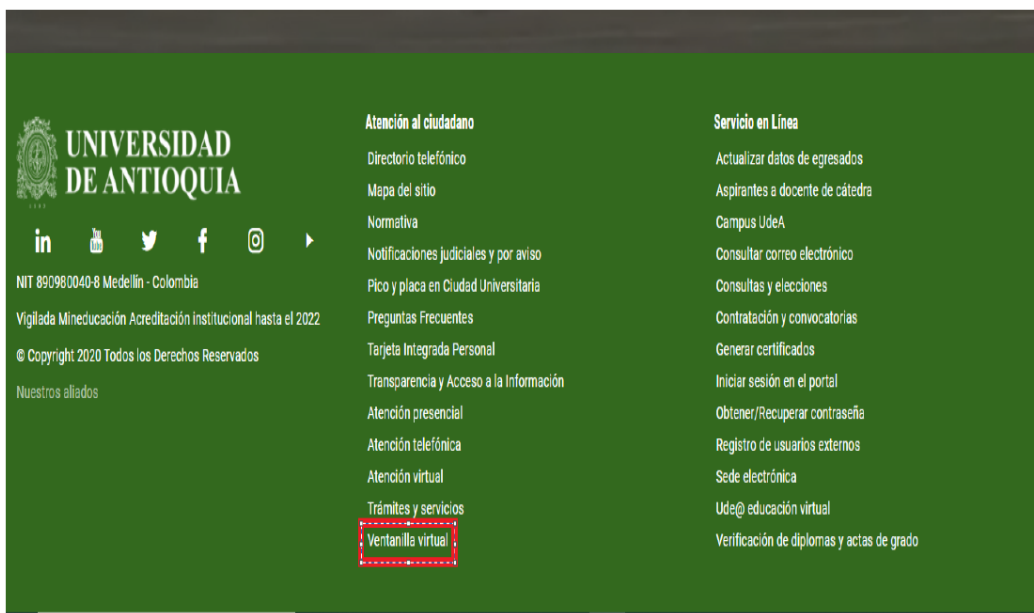 UNIVERSIDAD
DE ANTIOQUIA
NIT 890980040-8 Medellín - Colombia
Vigilada Mineducación Acreditación institucional hasta el 2022
© Copyright 2020 Todos los Derechos Reservados
Nuestros aliados
Atención al ciudadano
Directorio telefónico
Mapa del sitio
Normativa
Notificaciones judiciales y por aviso
Pico y placa en Ciudad Universitaria
Preguntas Frecuentes
Tarjeta Integrada Personal
Transparencia y Acceso a la Información
Atención presencial
Atención telefónica
Atención virtual
Trámites y servicios
Ventanilla virtual
Servicio en Línea
Actualizar datos de egresados
Aspirantes a docente de cátedra
Campus UdeA
Consultar correo electrónico
Consultas y elecciones
Contratación y convocatorias
Generar certificados
Iniciar sesión en el portal
Obtener/Recuperar contraseña
Registro de usuarios externos
Sede electrónica
Ude@ educación virtual
Verificación de diplomas y actas de grado